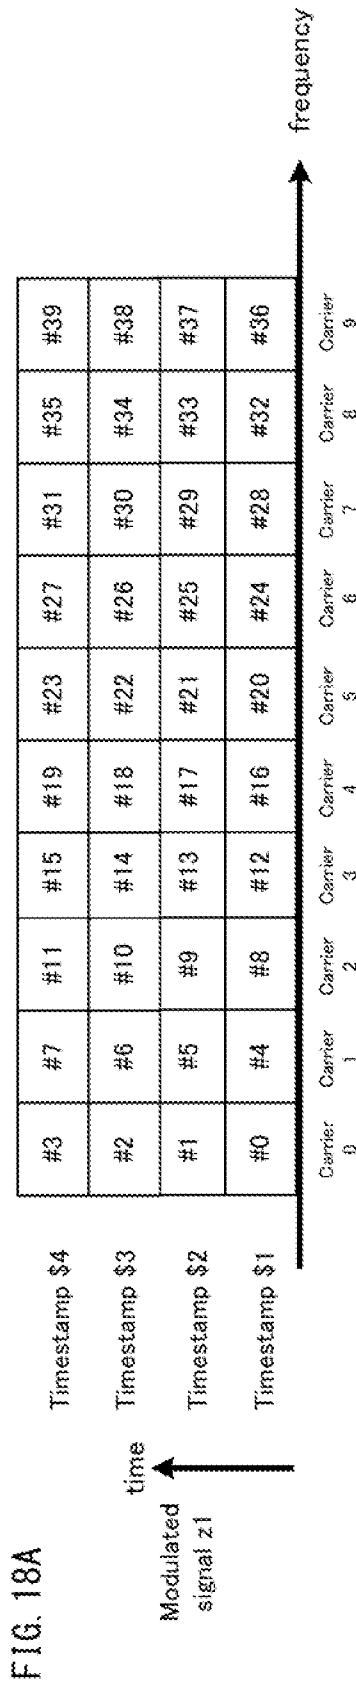 FIG. 18A
Modulated
signal z1
time
Timestamp $4
#3 #7 #11 #15 #19 #23 #27 #31 #35 #39
Timestamp $3
#2 #6 #10 #14 #18 #22 #26 #30 #34 #38
Timestamp $2
#1 #5 #9 #13 #17 #21 #25 #29 #33 #37
Timestamp $1
#0 #4 #8 #12 #16 #20 #24 #28 #32 #36
Carrier Carrier Carrier Carrier Carrier Carrier Carrier Carrier Carrier Carrier
0 1 2 3 4 5 6 7 8 9
frequency